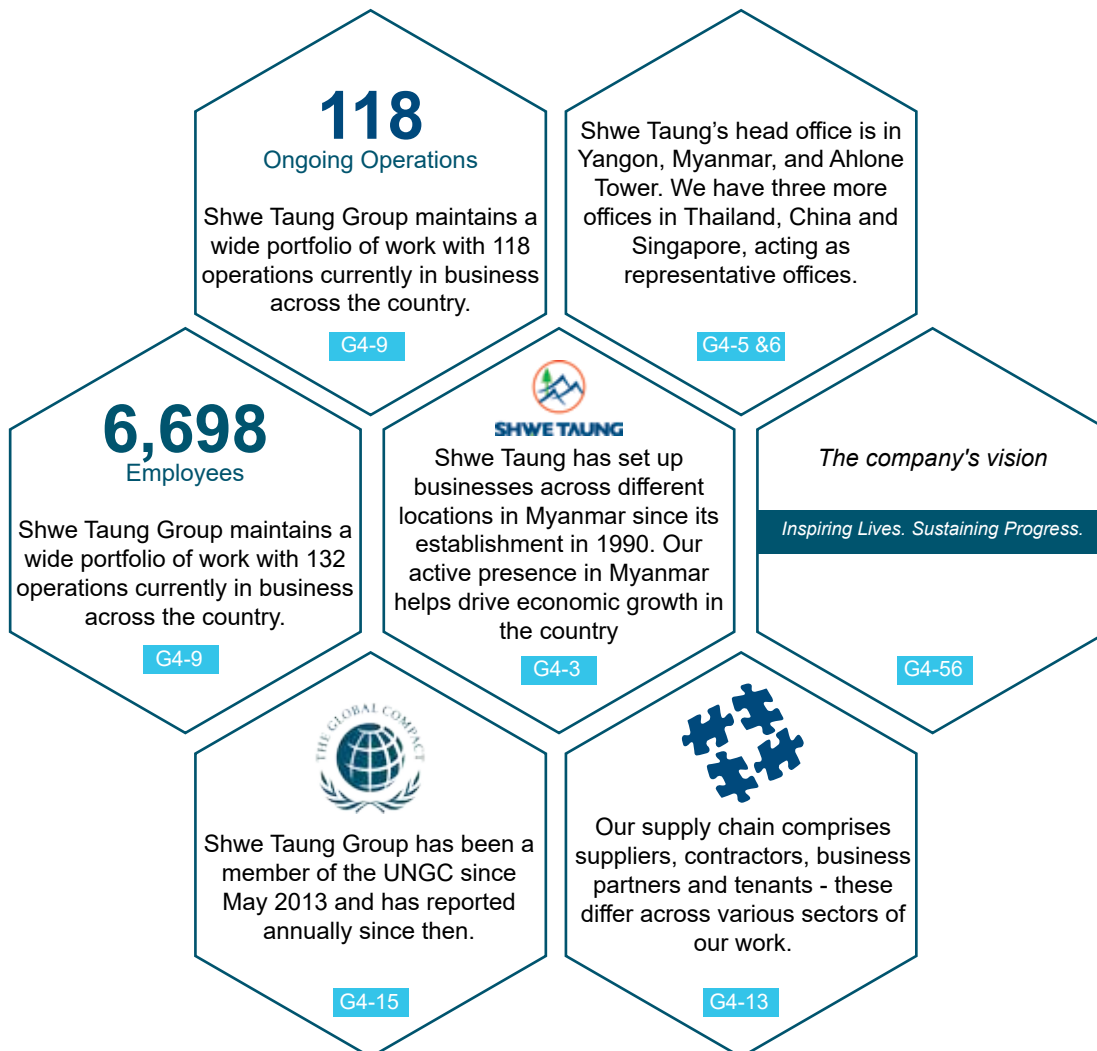 118
Ongoing Operations
Shwe Taung Group maintains a
wide portfolio of work with 118
operations currently in business
across the country.
G4-9
Shwe Taung’s head office is in
Yangon, Myanmar, and Ahlone
Tower. We have three more
offices in Thailand, China and
Singapore, acting as
representative offices.
G4-5 &6
6,698
Employees
Shwe Taung Group maintains a
wide portfolio of work with 132
operations currently in business
across the country.
G4-9
SHWE TAUNG
Shwe Taung has set up
businesses across different
locations in Myanmar since its
establishment in 1990. Our
active presence in Myanmar
helps drive economic growth in
the country
G4-3
The company's vision
Inspiring Lives. Sustaining Progress.
G4-56
THE GLOBAL COMPACT
Shwe Taung Group has been a
member of the UNGC since
May 2013 and has reported
annually since then.
G4-15
Our supply chain comprises
suppliers, contractors, business
partners and tenants - these
differ across various sectors of
our work.
G4-13